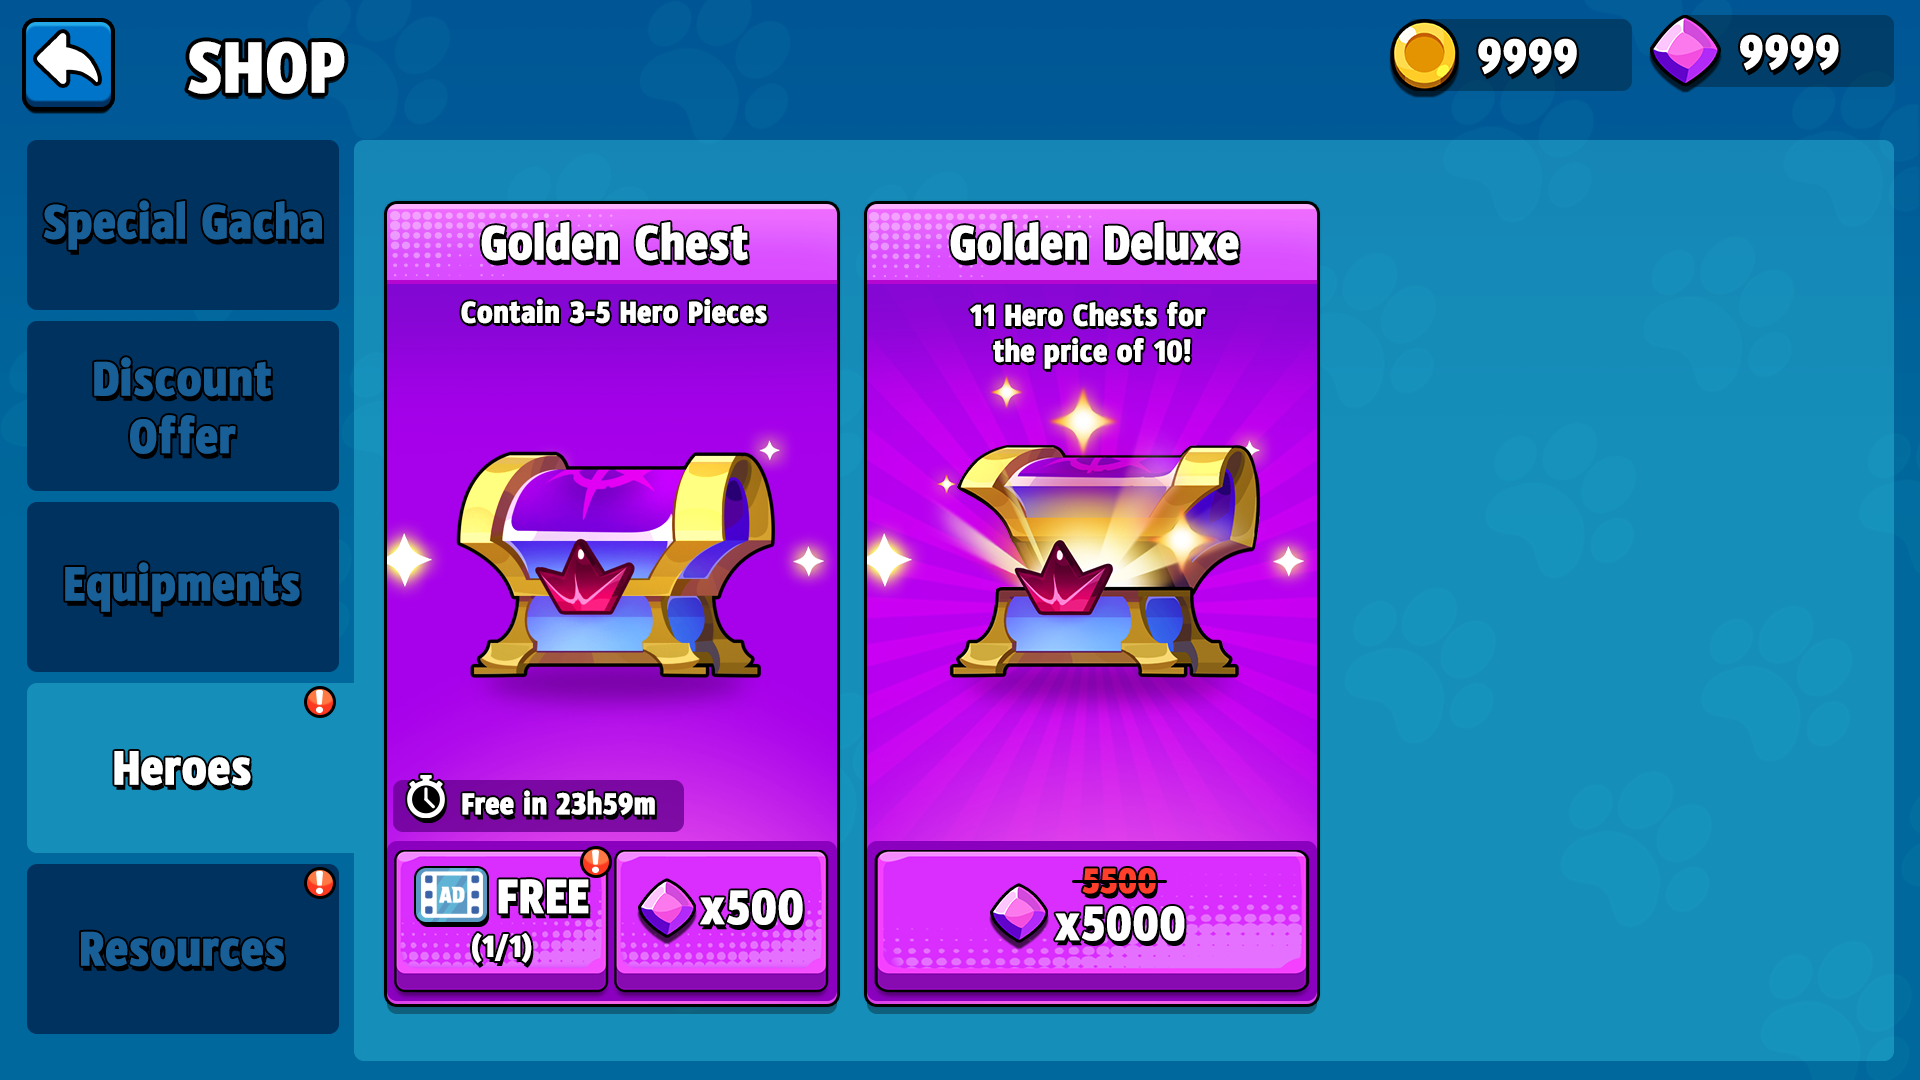 SHOP
9999
9999
Special Gacha
Discount
Offer
Equipments
Heroes
Resources
Golden Chest
Contain 3-5 Hero Pieces
Free in 23h59m
AD FREE
(1/1)
x500
Golden Deluxe
11 Hero Chests for
the price of 10!
5500
x5000